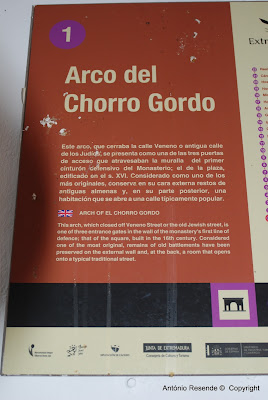 1
Extr
Arco del
Chorro Gordo
Este arco, que cerraba la calle Veneno o antigua calle
de los Judíos, se presenta como una de las tres puertas
de acceso que atravesaban la muralla del primer
cinturón defensivo del Monasterio; el de la plaza,
edificado en el s. XVI. Considerado como uno de los
más originales, conserva en su cara externa restos de
antiguas almenas y, en su parte posterior, una
habitación que se abre a una calle típicamente popular.
ARCH OF EL CHORRO GORDO
This arch, which closed off Veneno Street or the old Jewish street, is
one of three entrance gates in the wall of the monastery's first line of
defence; that of the square, built in the 16th century. Considered
one of the most original, remains of old battlements have been
preserved on the external wall and, at the back, a room that opens
onto a typical traditional street.
JUNTA DE EXTREMADURA
António Resende © Copyright